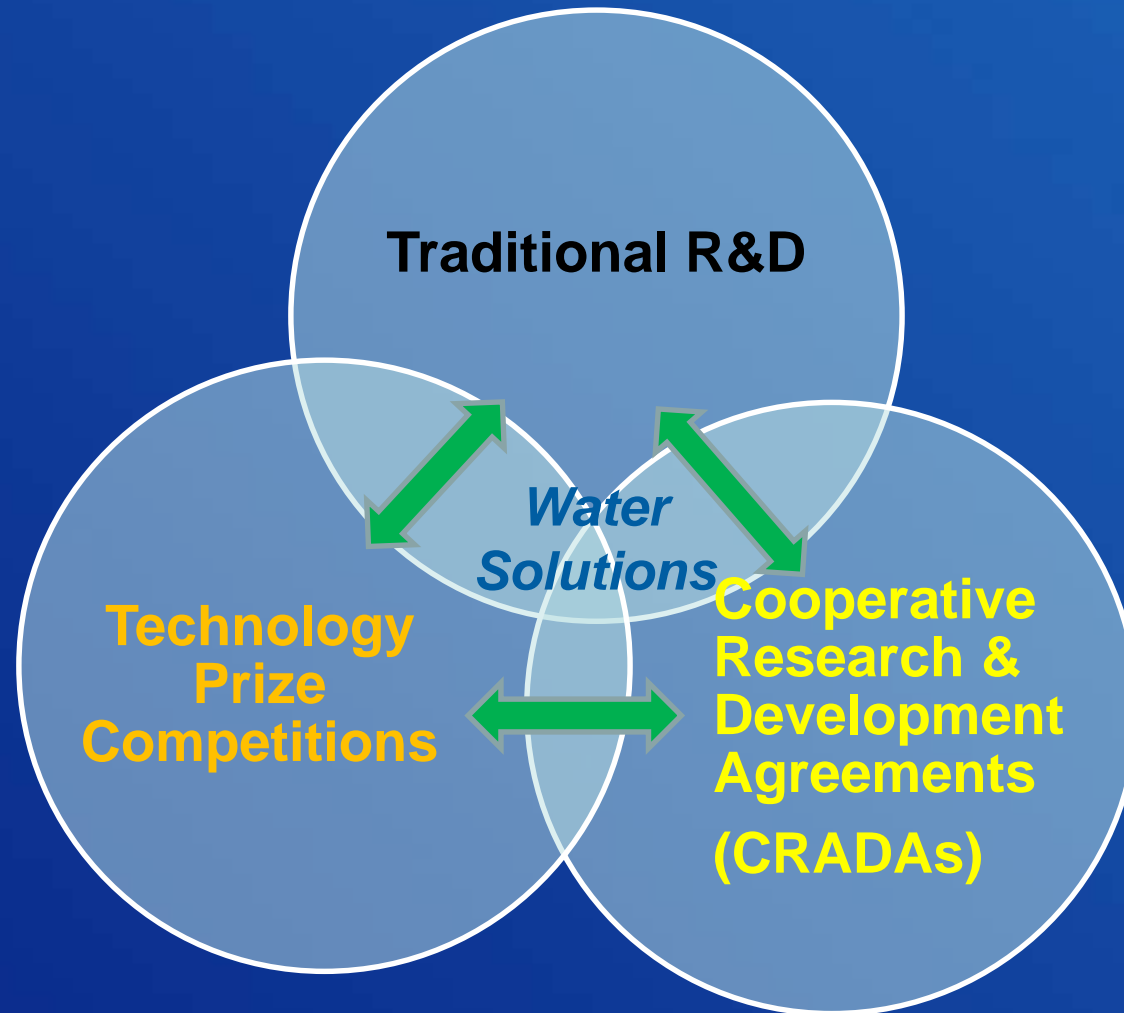 Traditional R&D
Water
Solutions
Technology
Prize
Competitions
Cooperative
Research &
Development
Agreements
(CRADAs)